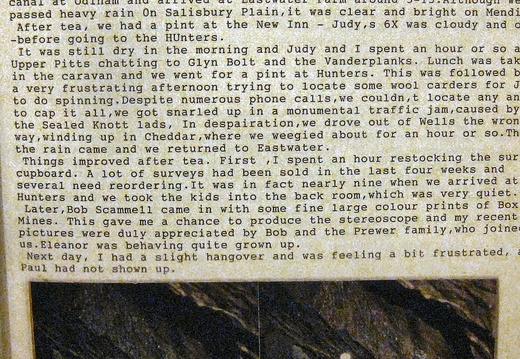 canal at Odiham and arrived at Eastwater Farm around 5-15.Although we
passed heavy rain On Salisbury Plain,it was clear and bright on Mendi
After tea, we had a pint at the New Inn - Judy,s 6X was cloudy and c
-before going to the HUnters.
It was still dry in the morning and Judy and I spent an hour or so a
Upper Pitts chatting to Glyn Bolt and the Vanderplanks. Lunch was tak
in the caravan and we went for a pint at Hunters. This was followed b
a very frustrating afternoon trying to locate some wool carders for J
to do spinning.Despite numerous phone calls,we couldn,t locate any an
to cap it all,we got snarled up in a monumental traffic jam,caused by
the Sealed Knott lads, In despairation,we drove out of Wells the wron
way,winding up in Cheddar,where we weegied about for an hour or so.Th
the rain came and we returned to Eastwater.
Things improved after tea. First ,I spent an hour restocking the sur
cupboard. A lot of surveys had been sold in the last four weeks and
several need reordering.It was in fact nearly nine when we arrived at
Hunters and we took the kids into the back room,which was very quiet.
Later,Bob Scammell came in with some fine large colour prints of Box
Mines. This gave me a chance to produce the stereoscope and my recent
pictures were duly appreciated by Bob and the Prewer family,who joine
us.Eleanor was behaving quite grown up.
Next day, I had a slight hangover and was feeling a bit frustrated, a
Paul had not shown up.